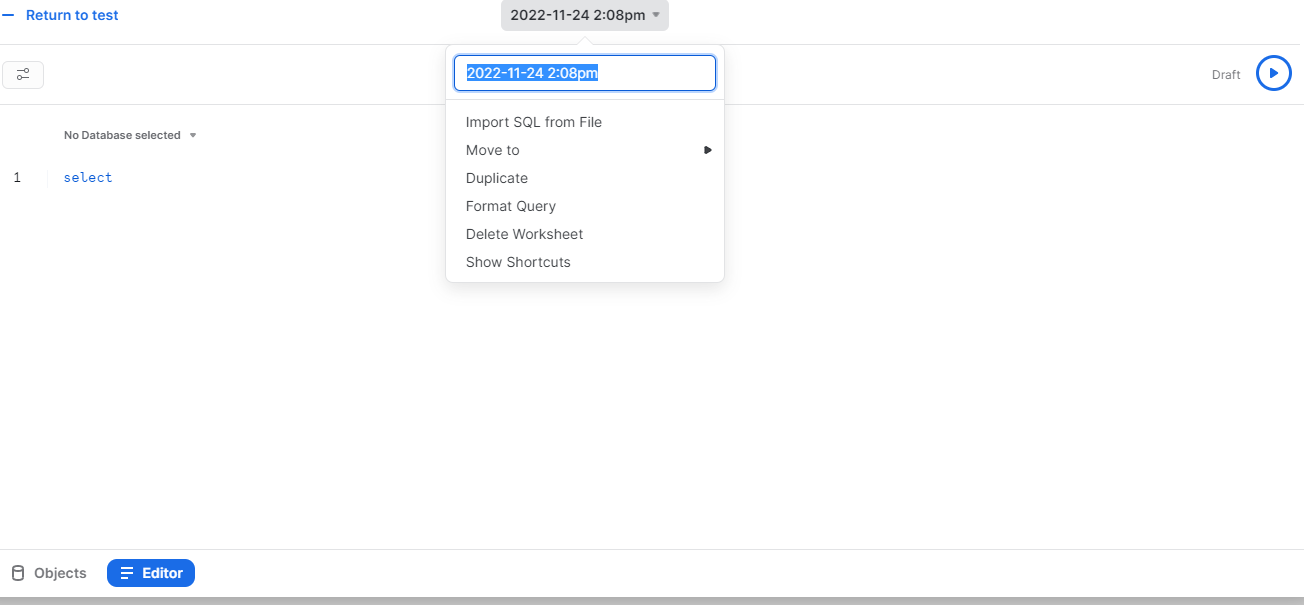 Return to test
2022-11-24 2:08pm
2022-11-24 2:08pm
Draft
Import SQL from File
Move to
Duplicate
Format Query
Delete Worksheet
Show Shortcuts
No Database selected
1 select
Objects
Editor